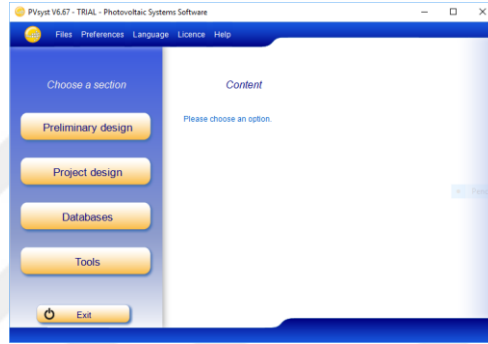 PVsyst V6.67 - TRIAL - Photovoltaic Systems Software
Files Preferences Language Licence Help
Choose a section
Content
Please choose an option.
Preliminary design
Project design
Databases
Tools
Exit